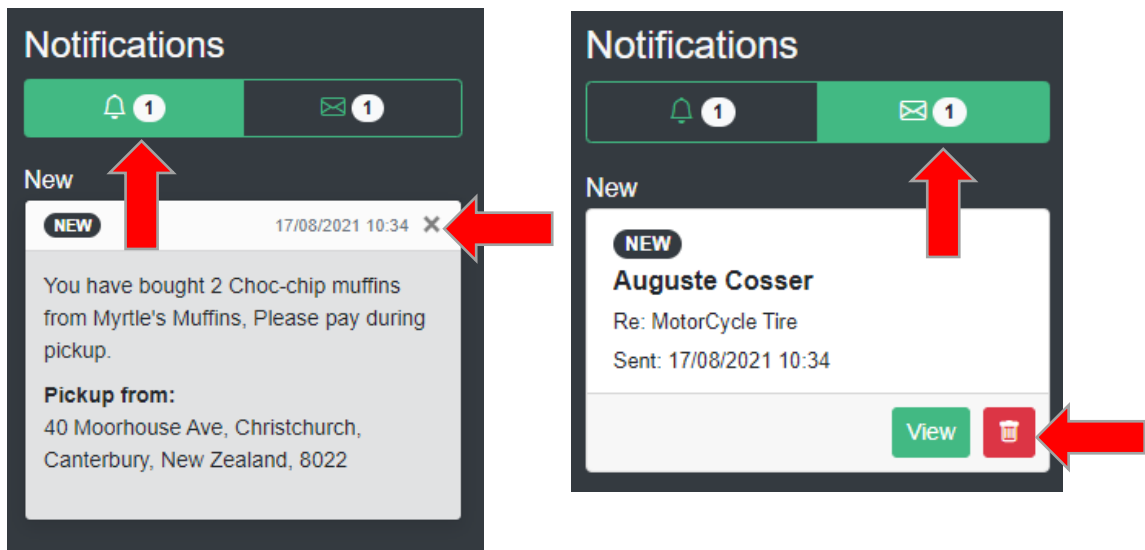 Notifications
1 1
New
NEW 17/08/2021 10:34
You have bought 2 Choc-chip muffins
from Myrtle's Muffins, Please pay during
pickup.
Pickup from:
40 Moorhouse Ave, Christchurch,
Canterbury, New Zealand, 8022
Notifications
1 1
New
NEW
Auguste Cosser
Re: MotorCycle Tire
Sent: 17/08/2021 10:34
View